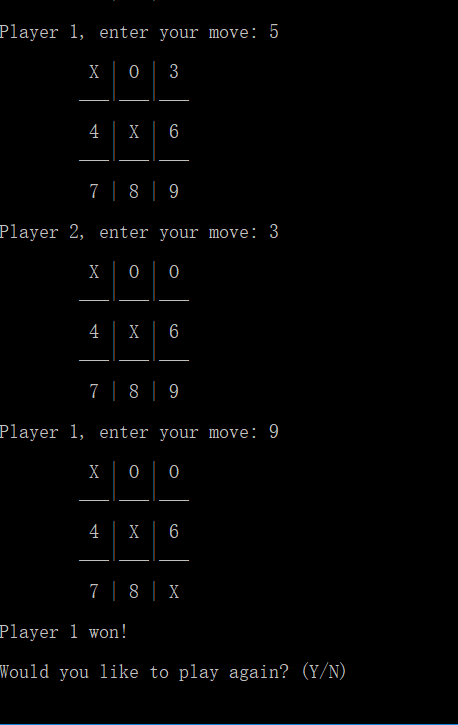 Player 1, enter your move: 5
X | O | 3
___|___|___
4 | X | 6
___|___|___
7 | 8 | 9
Player 2, enter your move: 3
X | O | O
___|___|___
4 | X | 6
___|___|___
7 | 8 | 9
Player 1, enter your move: 9
X | O | O
___|___|___
4 | X | 6
___|___|___
7 | 8 | X
Player 1 won!
Would you like to play again? (Y/N)